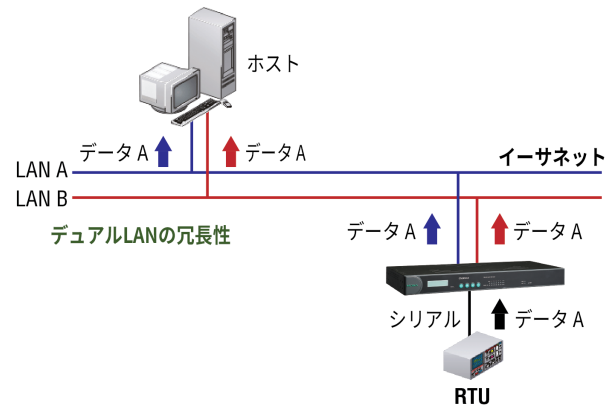 ホスト
データ A
データ A
イーサネット
LAN A
LAN B
デュアルLANの冗長性
データ A
データ A
シリアル
データ A
RTU